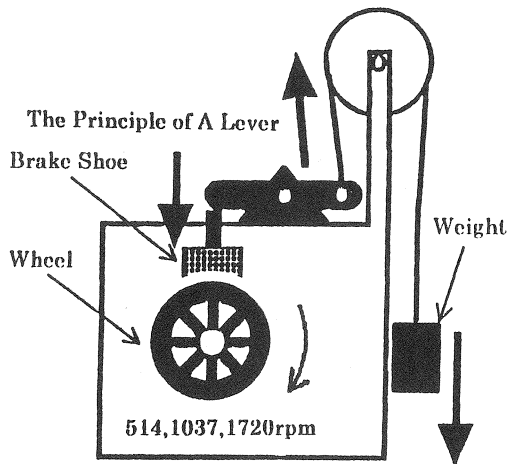 The Principle of A Lever
Brake Shoe
Weight
Wheel
514,1037,1720rpm